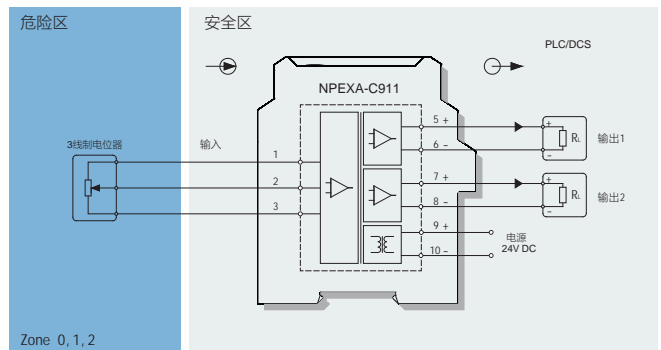 危险区
安全区
PLC/DCS
NPEXA-C911
3线制电位器
输入
1
2
3
5 +
6 −
7 +
8 −
9 +
10 −
+
RL
−
输出1
+
RL
−
输出2
电源
24V DC
Zone 0,1,2